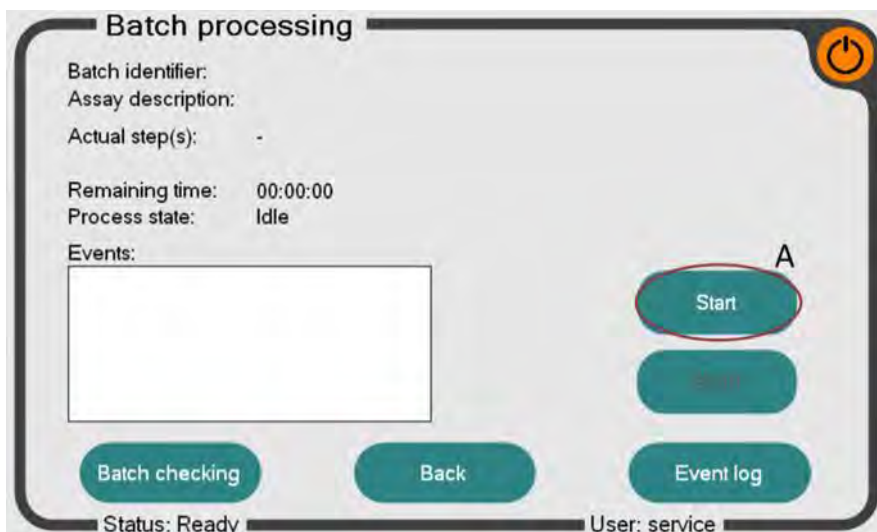 Batch processing
Batch identifier:
Assay description:
Actual step(s): -
Remaining time: 00:00:00
Process state: Idle
Events:
A
Start
Batch checking Back Event log
Status: Ready User: service